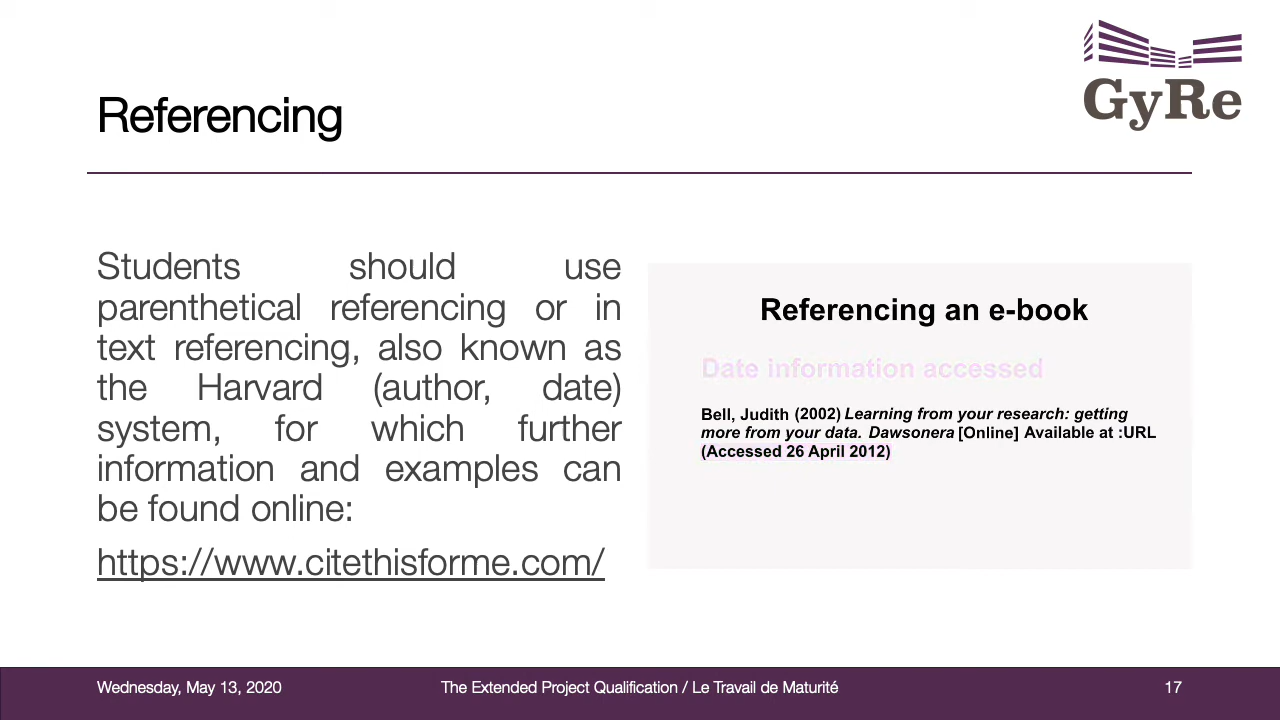 GyRe
Referencing
Students should use
parenthetical referencing or in
text referencing, also known as
the Harvard (author, date)
system, for which further
information and examples can
be found online:
https://www.citethisforme.com/
Referencing an e-book
Date information accessed
Bell, Judith (2002) Learning from your research: getting
more from your data. Dawsonera [Online] Available at :URL
(Accessed 26 April 2012)
Wednesday, May 13, 2020
The Extended Project Qualification / Le Travail de Maturité
17